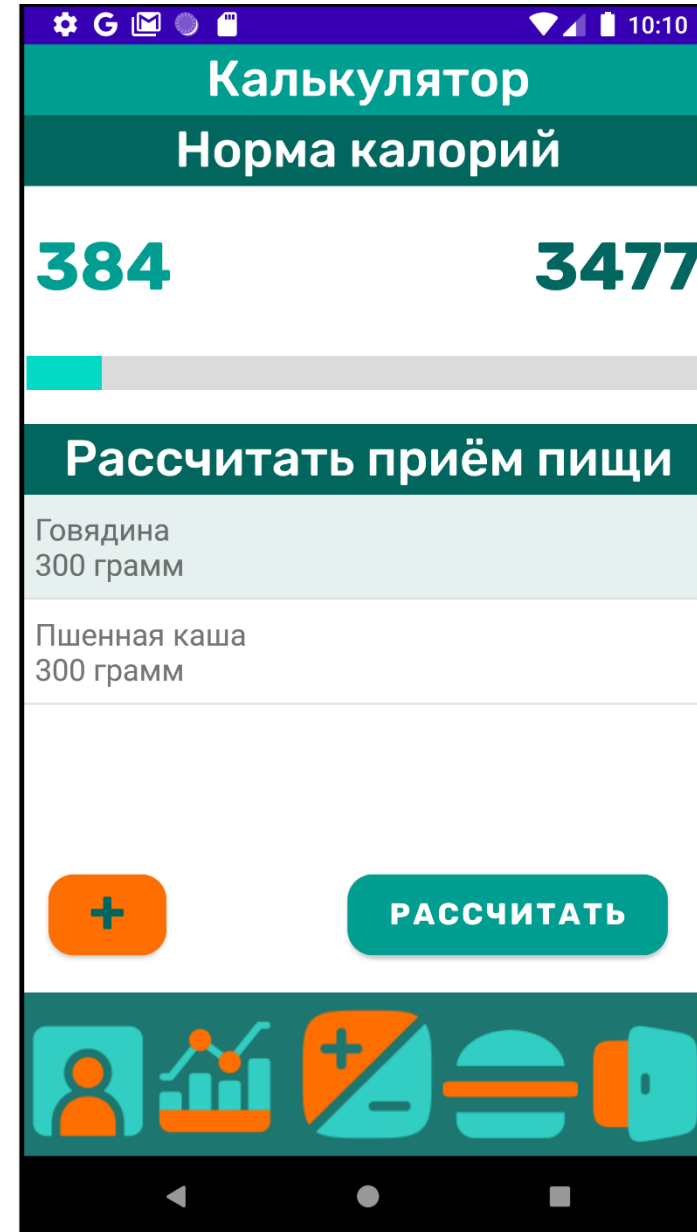 10:10
Калькулятор
Норма калорий
384 3477
Рассчитать приём пищи
Говядина
300 грамм
Пшенная каша
300 грамм
+ РАССЧИТАТЬ